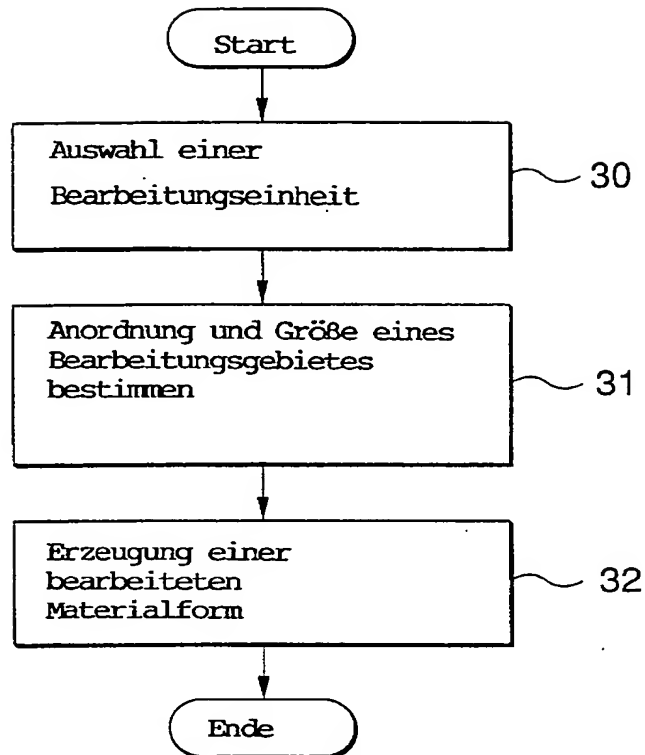 Start
Auswahl einer
Bearbeitungseinheit
30
Anordnung und Größe eines
Bearbeitungsgebietes
bestimmen
31
Erzeugung einer
bearbeiteten
Materialform
32
Ende